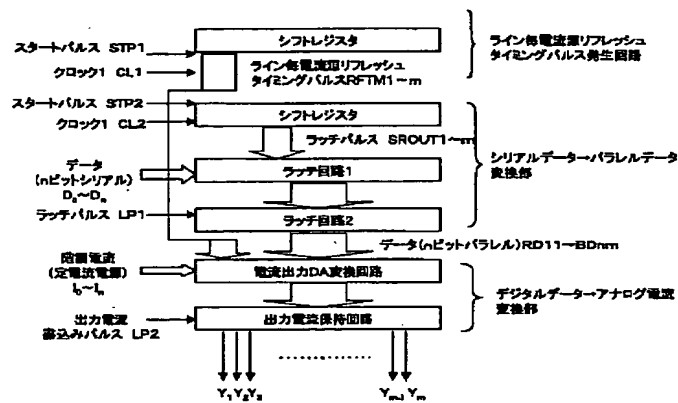 スタートパルス STP1
シフトレジスタ
ライン毎電流源リフレッシュ
タイミングパルス発生回路
クロック1 CL1
ライン毎電流源リフレッシュ
タイミングパルスRFTM1～m
スタートパルス STP2
シフトレジスタ
クロック1 CL2
ラッチパルス SROUT1～m
シリアルデータ→パラレルデータ
変換部
データ
(nビットシリアル)
ラッチ回路1
ラッチパルス LP1
ラッチ回路2
データ(nビットパラレル)RD11～BDnm
階調電流
(定電流電源)
I₀～Iₙ
電流出力DA変換回路
デジタルデータ→アナログ電流
変換部
出力電流
書込みパルス LP2
出力電流保持回路
Y₁ Y₂ Y₃
Yₘ₋₁ Yₘ